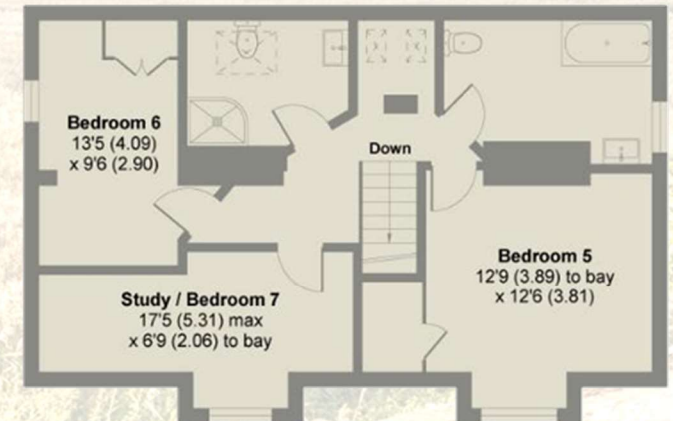 Bedroom 6
13'5 (4.09)
x 9'6 (2.90)
Down
Bedroom 5
12'9 (3.89) to bay
x 12'6 (3.81)
Study / Bedroom 7
17'5 (5.31) max
x 6'9 (2.06) to bay